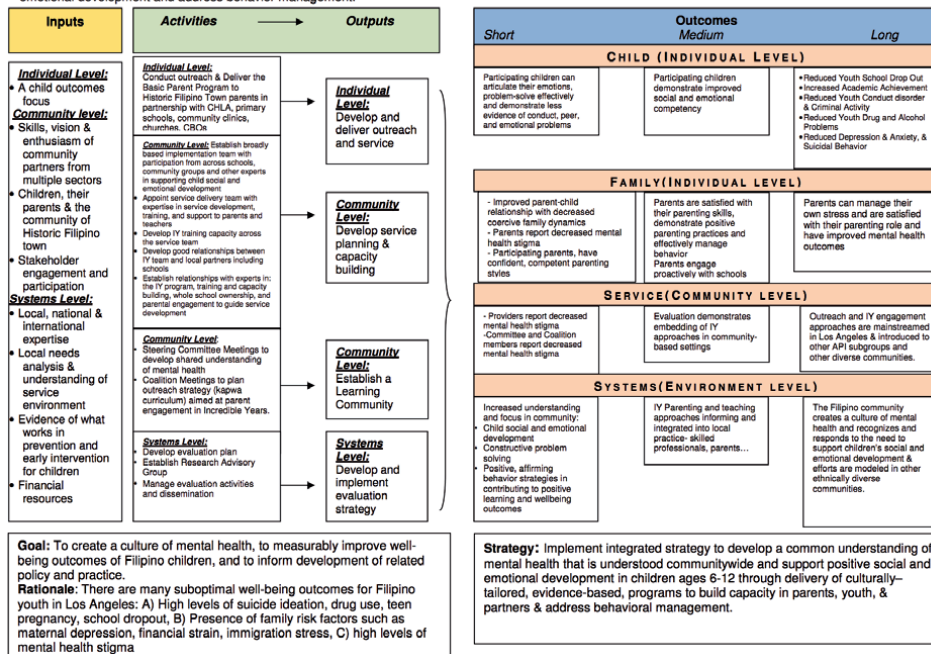 emotional development and address behavior management.
Inputs
Individual Level:
• A child outcomes
focus
Community level:
• Skills, vision &
enthusiasm of
community
partners from
multiple sectors
• Children, their
parents & the
community of
Historic Filipino
town
• Stakeholder
engagement and
participation
Systems Level:
• Local, national &
international
expertise
• Local needs
analysis &
understanding of
service
environment
• Evidence of what
works in
prevention and
early intervention
for children
• Financial
resources
Activities
Individual Level:
Conduct outreach & Deliver the
Basic Parent Program to
Historic Filipino Town parents in
partnership with CHLA, primary
schools, community clinics,
churches, CBOs
Community Level: Establish broadly
based implementation team with
participation from across schools,
community groups and other experts
in supporting child social and
emotional development
• Appoint service delivery team with
expertise in service development,
training, and support to parents and
teachers
• Develop IY training capacity across
the service team
• Develop good relationships between
IY team and local partners including
schools
• Establish relationships with experts in:
the IY program, training and capacity
building, whole school ownership, and
parental engagement to guide service
development
Community Level:
• Steering Committee Meetings to
develop shared understanding
of mental health
• Coalition Meetings to plan
outreach strategy (kapwa
curriculum) aimed at parent
engagement in Incredible Years.
Systems Level:
• Develop evaluation plan
• Establish Research Advisory
Group
• Manage evaluation activities
and dissemination
Outputs
Individual
Level:
Develop and
deliver outreach
and service
Community
Level:
Develop service
planning &
capacity
building
Community
Level:
Establish a
Learning
Community
Systems
Level:
Develop and
implement
evaluation
strategy
Outcomes
Short Medium Long
CHILD (INDIVIDUAL LEVEL)
Participating children can
articulate their emotions,
problem-solve effectively
and demonstrate less
evidence of conduct, peer,
and emotional problems
Participating children
demonstrate improved
social and emotional
competency
• Reduced Youth School Drop Out
• Increased Academic Achievement
• Reduced Youth Conduct disorder
& Criminal Activity
• Reduced Youth Drug and Alcohol
Problems
• Reduced Depression & Anxiety, &
Suicidal Behavior
FAMILY(INDIVIDUAL LEVEL)
- Improved parent-child
relationship with decreased
coercive family dynamics
- Parents report decreased mental
health stigma
- Participating parents, have
confident, competent parenting
styles
Parents are satisfied with
their parenting skills,
demonstrate positive
parenting practices and
effectively manage
behavior
Parents engage
proactively with schools
Parents can manage their
own stress and are satisfied
with their parenting role and
have improved mental health
outcomes
SERVICE(COMMUNITY LEVEL)
- Providers report decreased
mental health stigma
-Committee and Coalition
members report decreased
mental health stigma
Evaluation demonstrates
embedding of IY
approaches in community-
based settings
Outreach and IY engagement
approaches are mainstreamed
in Los Angeles & introduced to
other API subgroups and
other diverse communities.
SYSTEMS(ENVIRONMENT LEVEL)
Increased understanding
and focus in community:
• Child social and emotional
development
• Constructive problem
solving
• Positive, affirming
behavior strategies in
contributing to positive
learning and wellbeing
outcomes
IY Parenting and teaching
approaches informing and
integrated into local
practice- skilled
professionals, parents…
The Filipino community
creates a culture of mental
health and recognizes and
responds to the need to
support children's social and
emotional development &
efforts are modeled in other
ethnically diverse
communities.
Goal: To create a culture of mental health, to measurably improve well-
being outcomes of Filipino children, and to inform development of related
policy and practice.
Rationale: There are many suboptimal well-being outcomes for Filipino
youth in Los Angeles: A) High levels of suicide ideation, drug use, teen
pregnancy, school dropout, B) Presence of family risk factors such as
maternal depression, financial strain, immigration stress, C) high levels of
mental health stigma
Strategy: Implement integrated strategy to develop a common understanding of
mental health that is understood communitywide and support positive social and
emotional development in children ages 6-12 through delivery of culturally–
tailored, evidence-based, programs to build capacity in parents, youth, &
partners & address behavioral management.